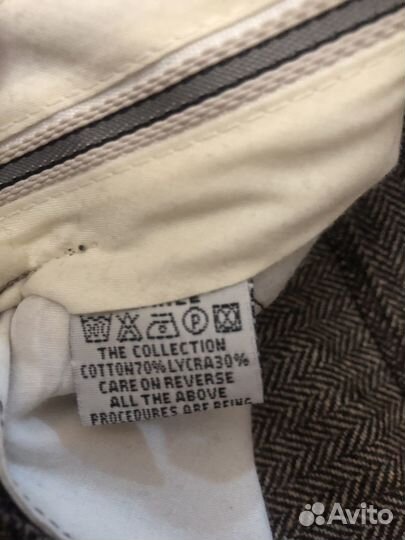 P
THE COLLECTION
COTTON70%LYCRA30%
CARE ON REVERSE
ALL THE ABOVE
PROCEDURES ARE BEING
Avito